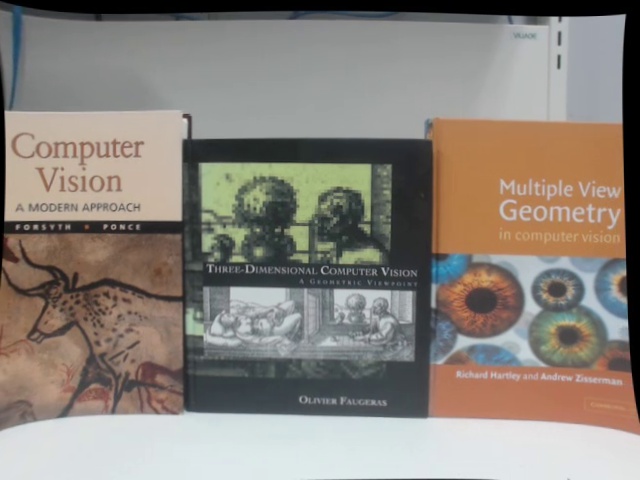 Computer
Vision
A MODERN APPROACH
FORSYTH • PONCE
THREE-DIMENSIONAL COMPUTER VISION
A GEOMETRIC VIEWPOINT
OLIVIER FAUGERAS
Multiple View
Geometry
in computer vision
Richard Hartley and Andrew Zisserman